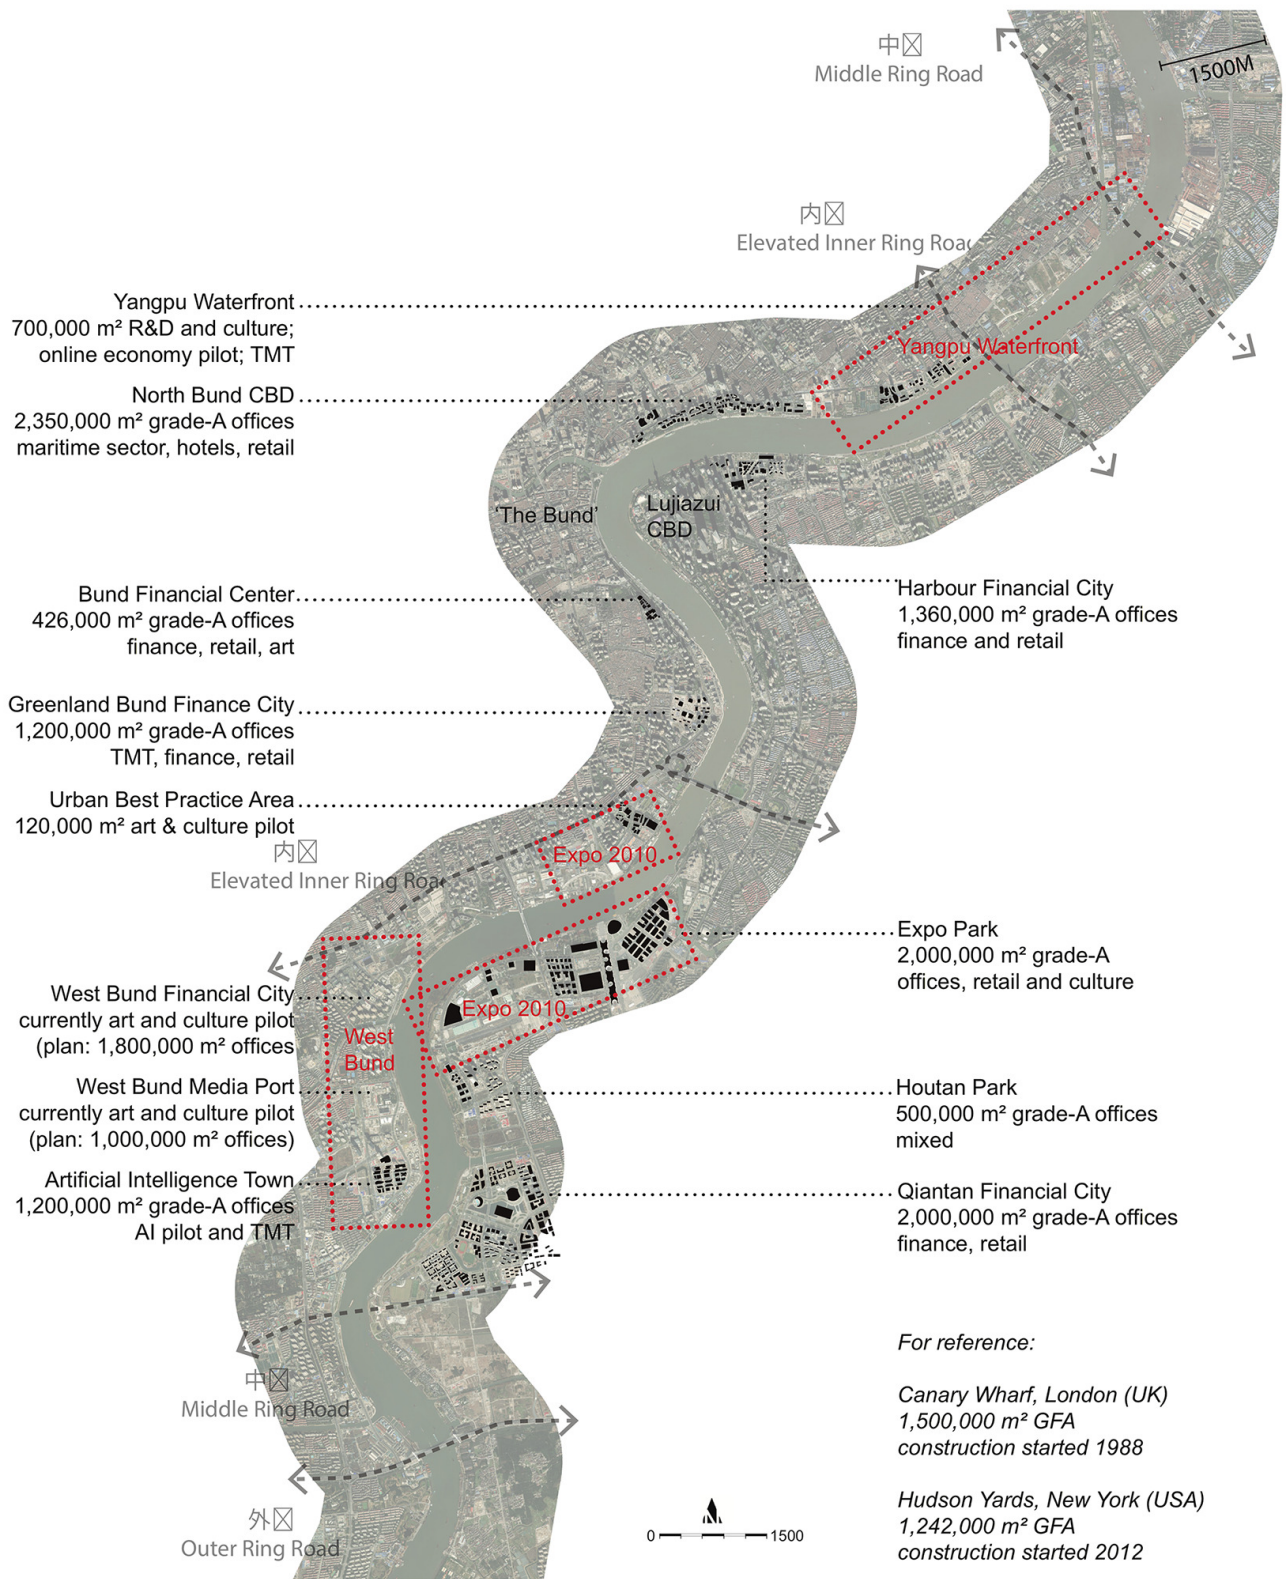 中
Middle Ring Road
1500M
内
Elevated Inner Ring Road
Yangpu Waterfront
700,000 m² R&D and culture;
online economy pilot; TMT
Yangpu Waterfront
North Bund CBD
2,350,000 m² grade-A offices
maritime sector, hotels, retail
'The Bund'
Lujiazui
CBD
Bund Financial Center
426,000 m² grade-A offices
finance, retail, art
Harbour Financial City
1,360,000 m² grade-A offices
finance and retail
Greenland Bund Finance City
1,200,000 m² grade-A offices
TMT, finance, retail
Urban Best Practice Area
120,000 m² art & culture pilot
内
Elevated Inner Ring Road
Expo 2010
Expo Park
2,000,000 m² grade-A
offices, retail and culture
Expo 2010
West Bund Financial City
currently art and culture pilot
(plan: 1,800,000 m² offices
West
Bund
West Bund Media Port
currently art and culture pilot
(plan: 1,000,000 m² offices)
Houtan Park
500,000 m² grade-A offices
mixed
Artificial Intelligence Town
1,200,000 m² grade-A offices
AI pilot and TMT
Qiantan Financial City
2,000,000 m² grade-A offices
finance, retail
中
Middle Ring Road
外
Outer Ring Road
For reference:
Canary Wharf, London (UK)
1,500,000 m² GFA
construction started 1988
Hudson Yards, New York (USA)
1,242,000 m² GFA
construction started 2012
0 1500